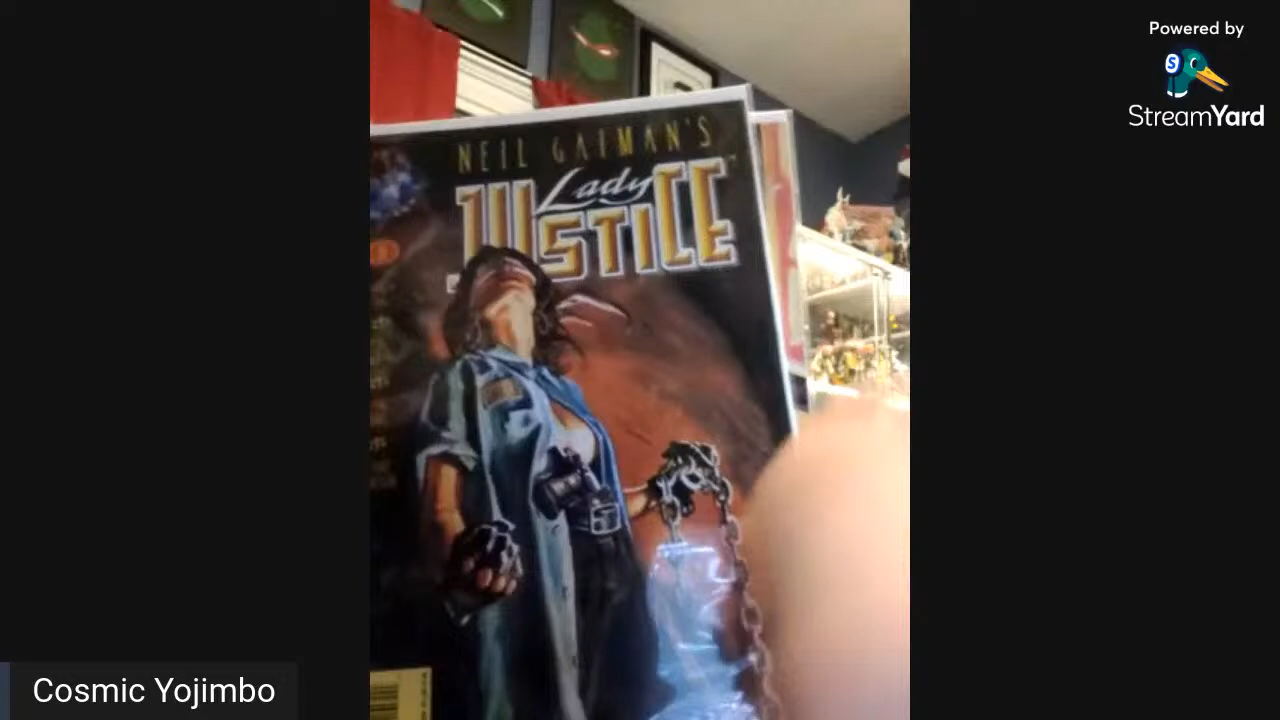 Powered by
S
StreamYard
NEIL GAIMAN'S
Lady
JUSTICE
Cosmic Yojimbo